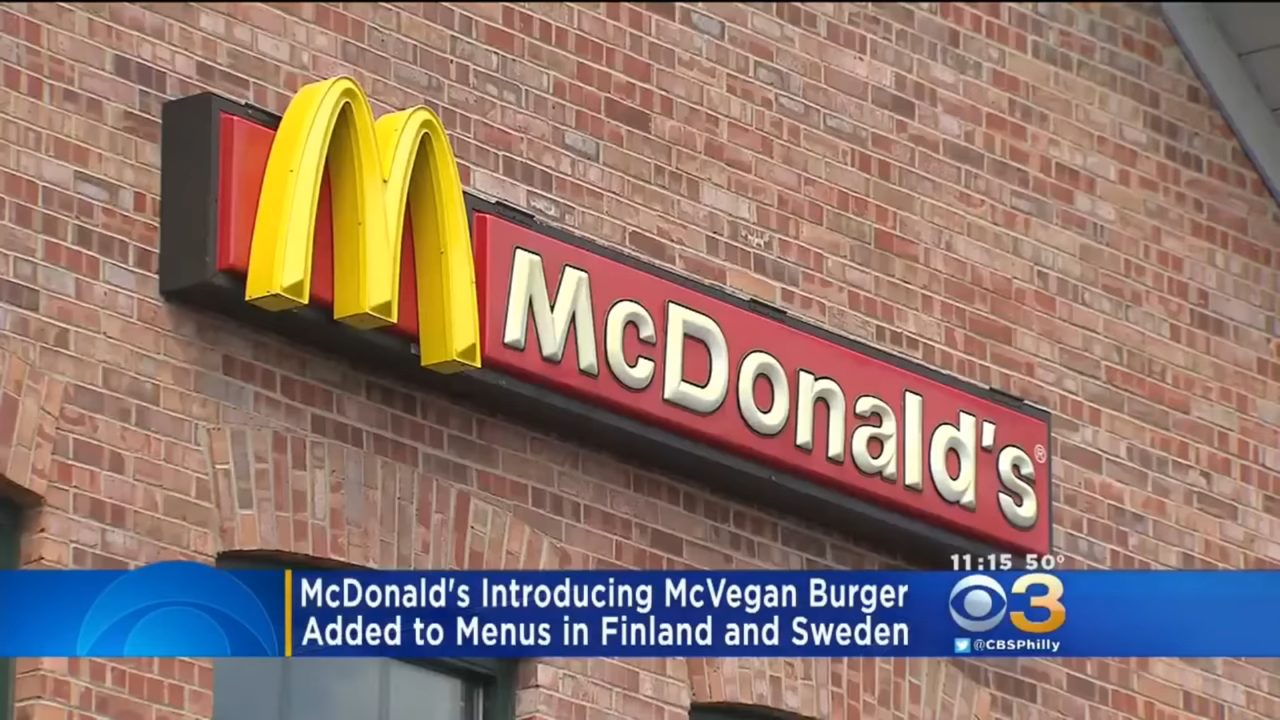 McDonald's®
11:15 50°
McDonald's Introducing McVegan Burger
Added to Menus in Finland and Sweden
3
@CBSPhilly